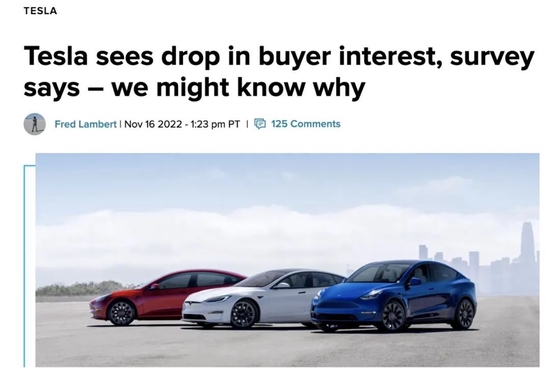 TESLA
Tesla sees drop in buyer interest, survey
says – we might know why
Fred Lambert | Nov 16 2022 - 1:23 pm PT | 125 Comments